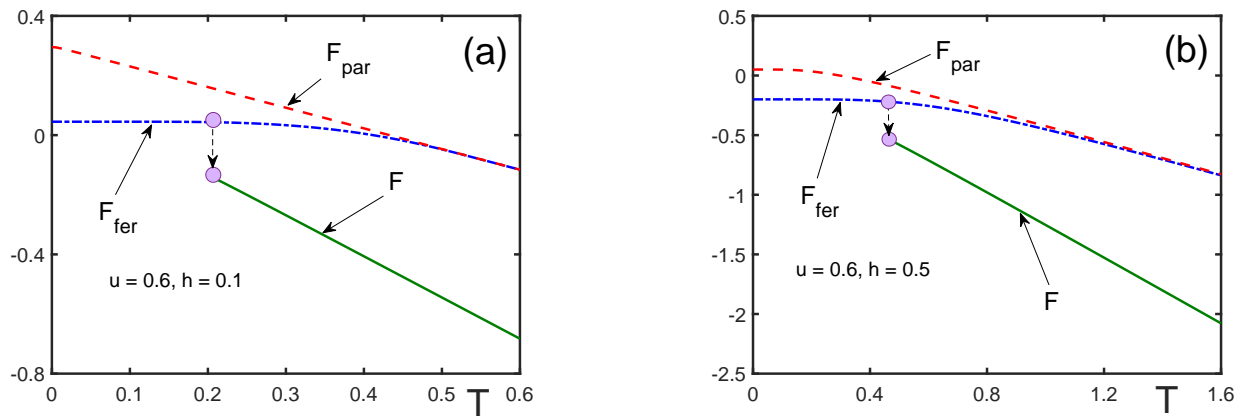 0.4
0
-0.4
-0.8
0
0.1
0.2
0.3
0.4
0.5
0.6
T
(a)
F_par
F_fer
F
u = 0.6, h = 0.1
0.5
0
-0.5
-1
-1.5
-2
-2.5
0
0.4
0.8
1.2
1.6
T
(b)
F_par
F_fer
F
u = 0.6, h = 0.5